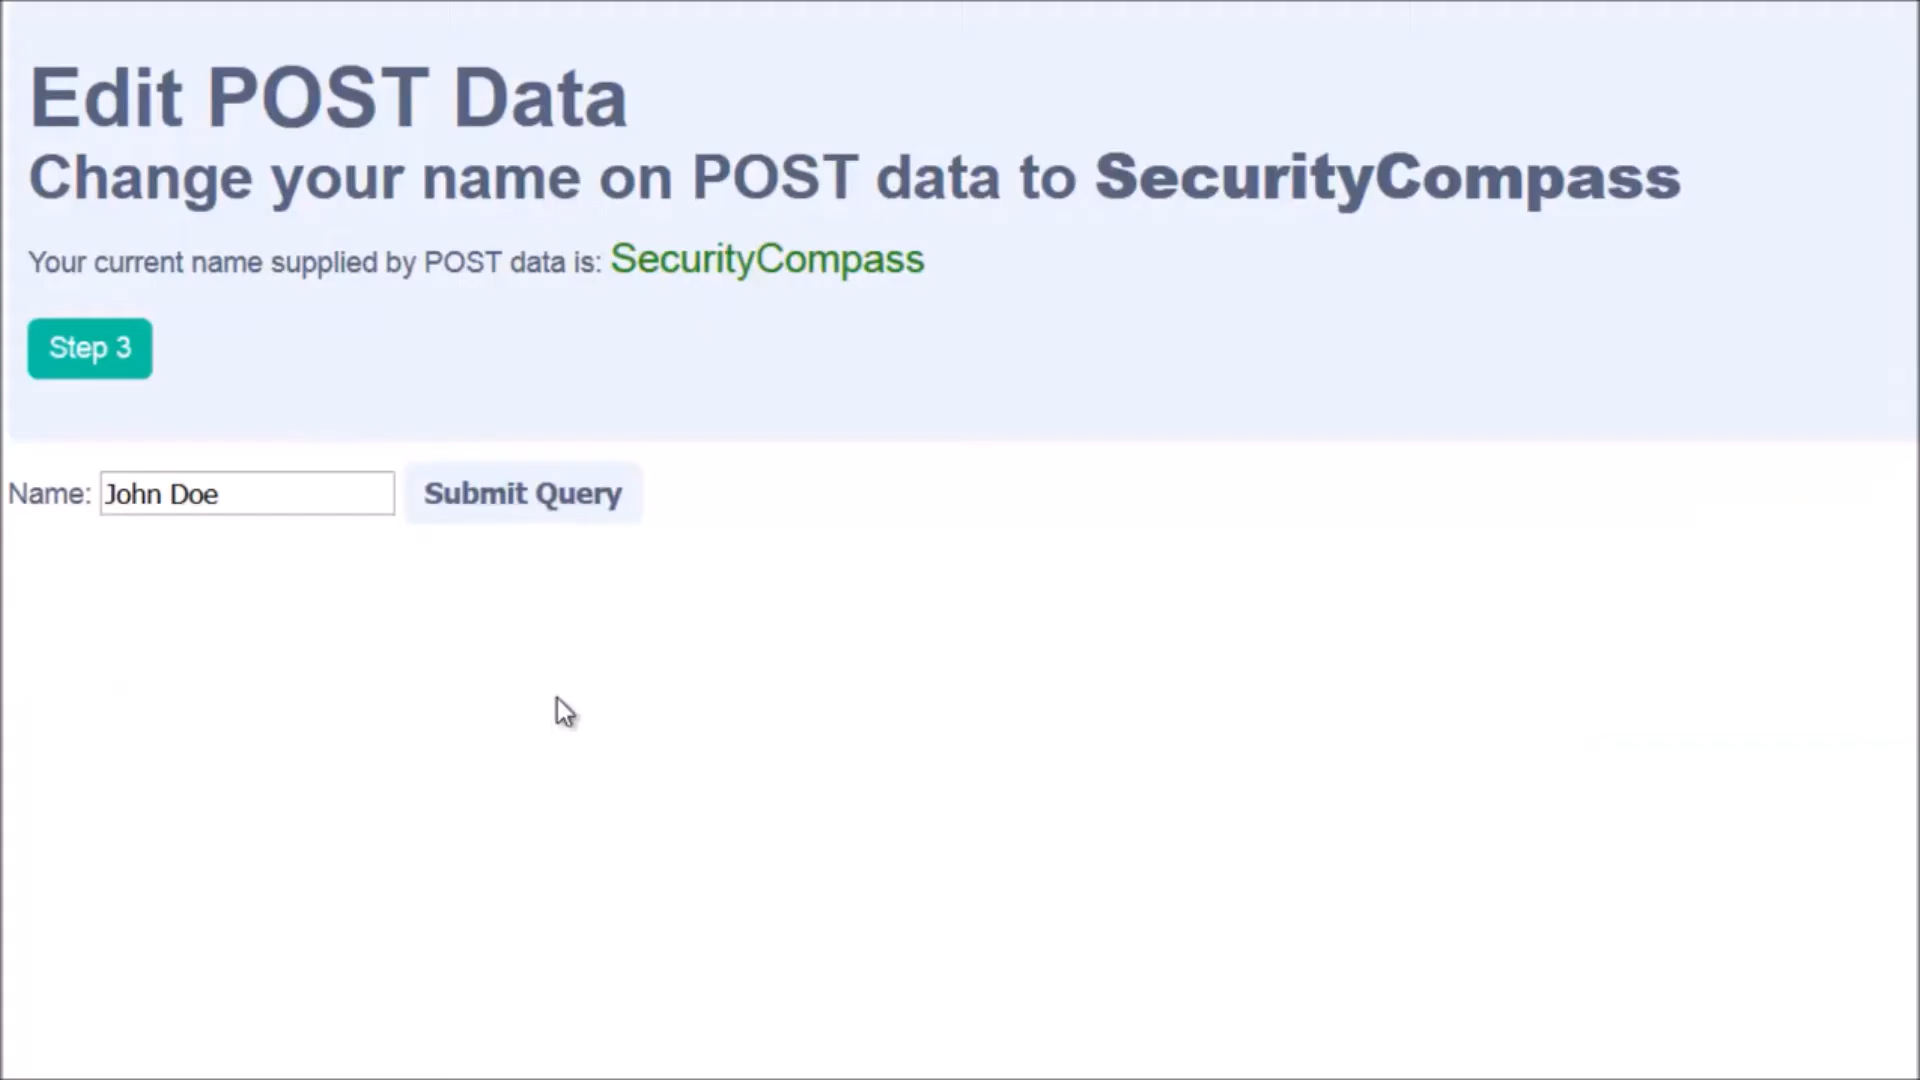 Edit POST Data
Change your name on POST data to SecurityCompass
Your current name supplied by POST data is: SecurityCompass
Step 3
Name: John Doe Submit Query